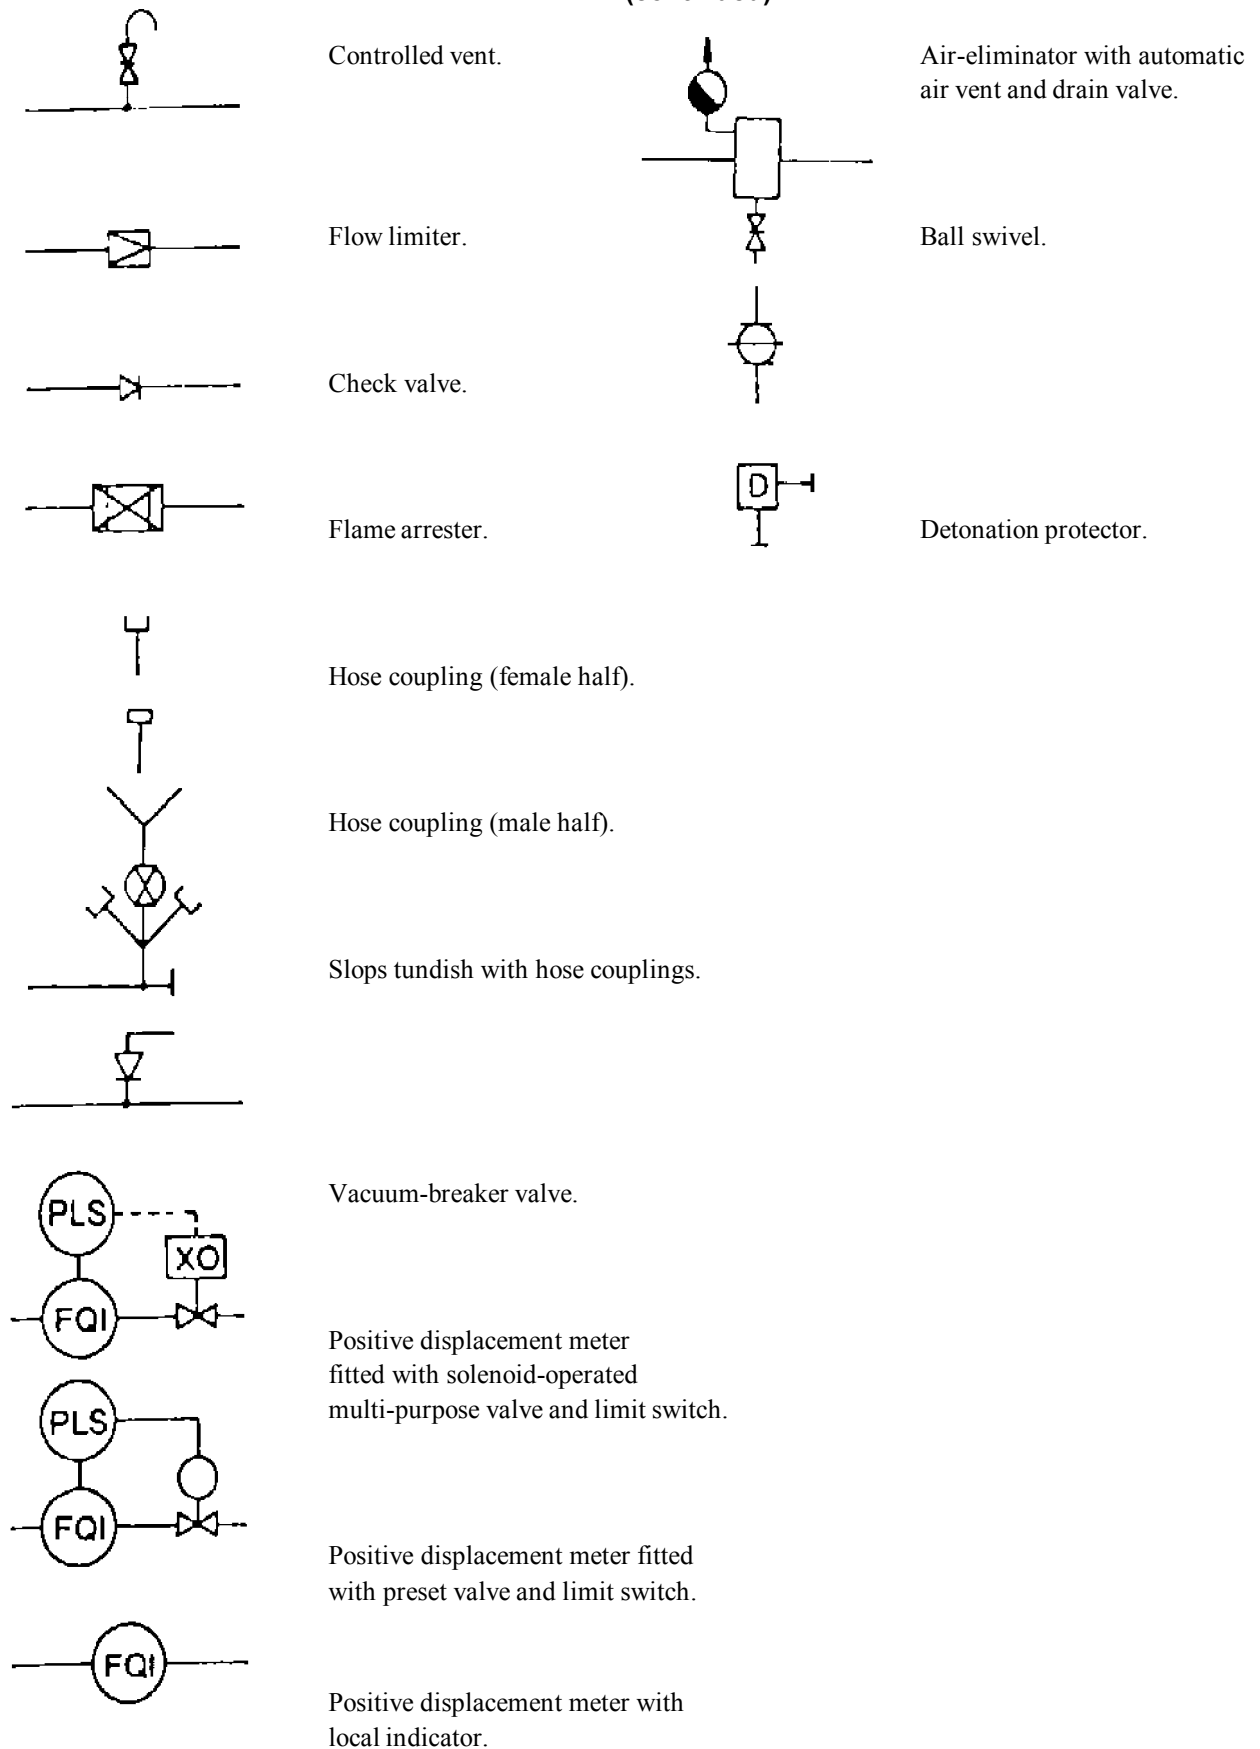 Controlled vent.
Flow limiter.
Check valve.
Flame arrester.
Hose coupling (female half).
Hose coupling (male half).
Slops tundish with hose couplings.
PLS
XO
FQI
Vacuum-breaker valve.
Positive displacement meter
fitted with solenoid-operated
multi-purpose valve and limit switch.
PLS
FQI
Positive displacement meter fitted
with preset valve and limit switch.
FQI
Positive displacement meter with
local indicator.
Air-eliminator with automatic
air vent and drain valve.
Ball swivel.
D
Detonation protector.